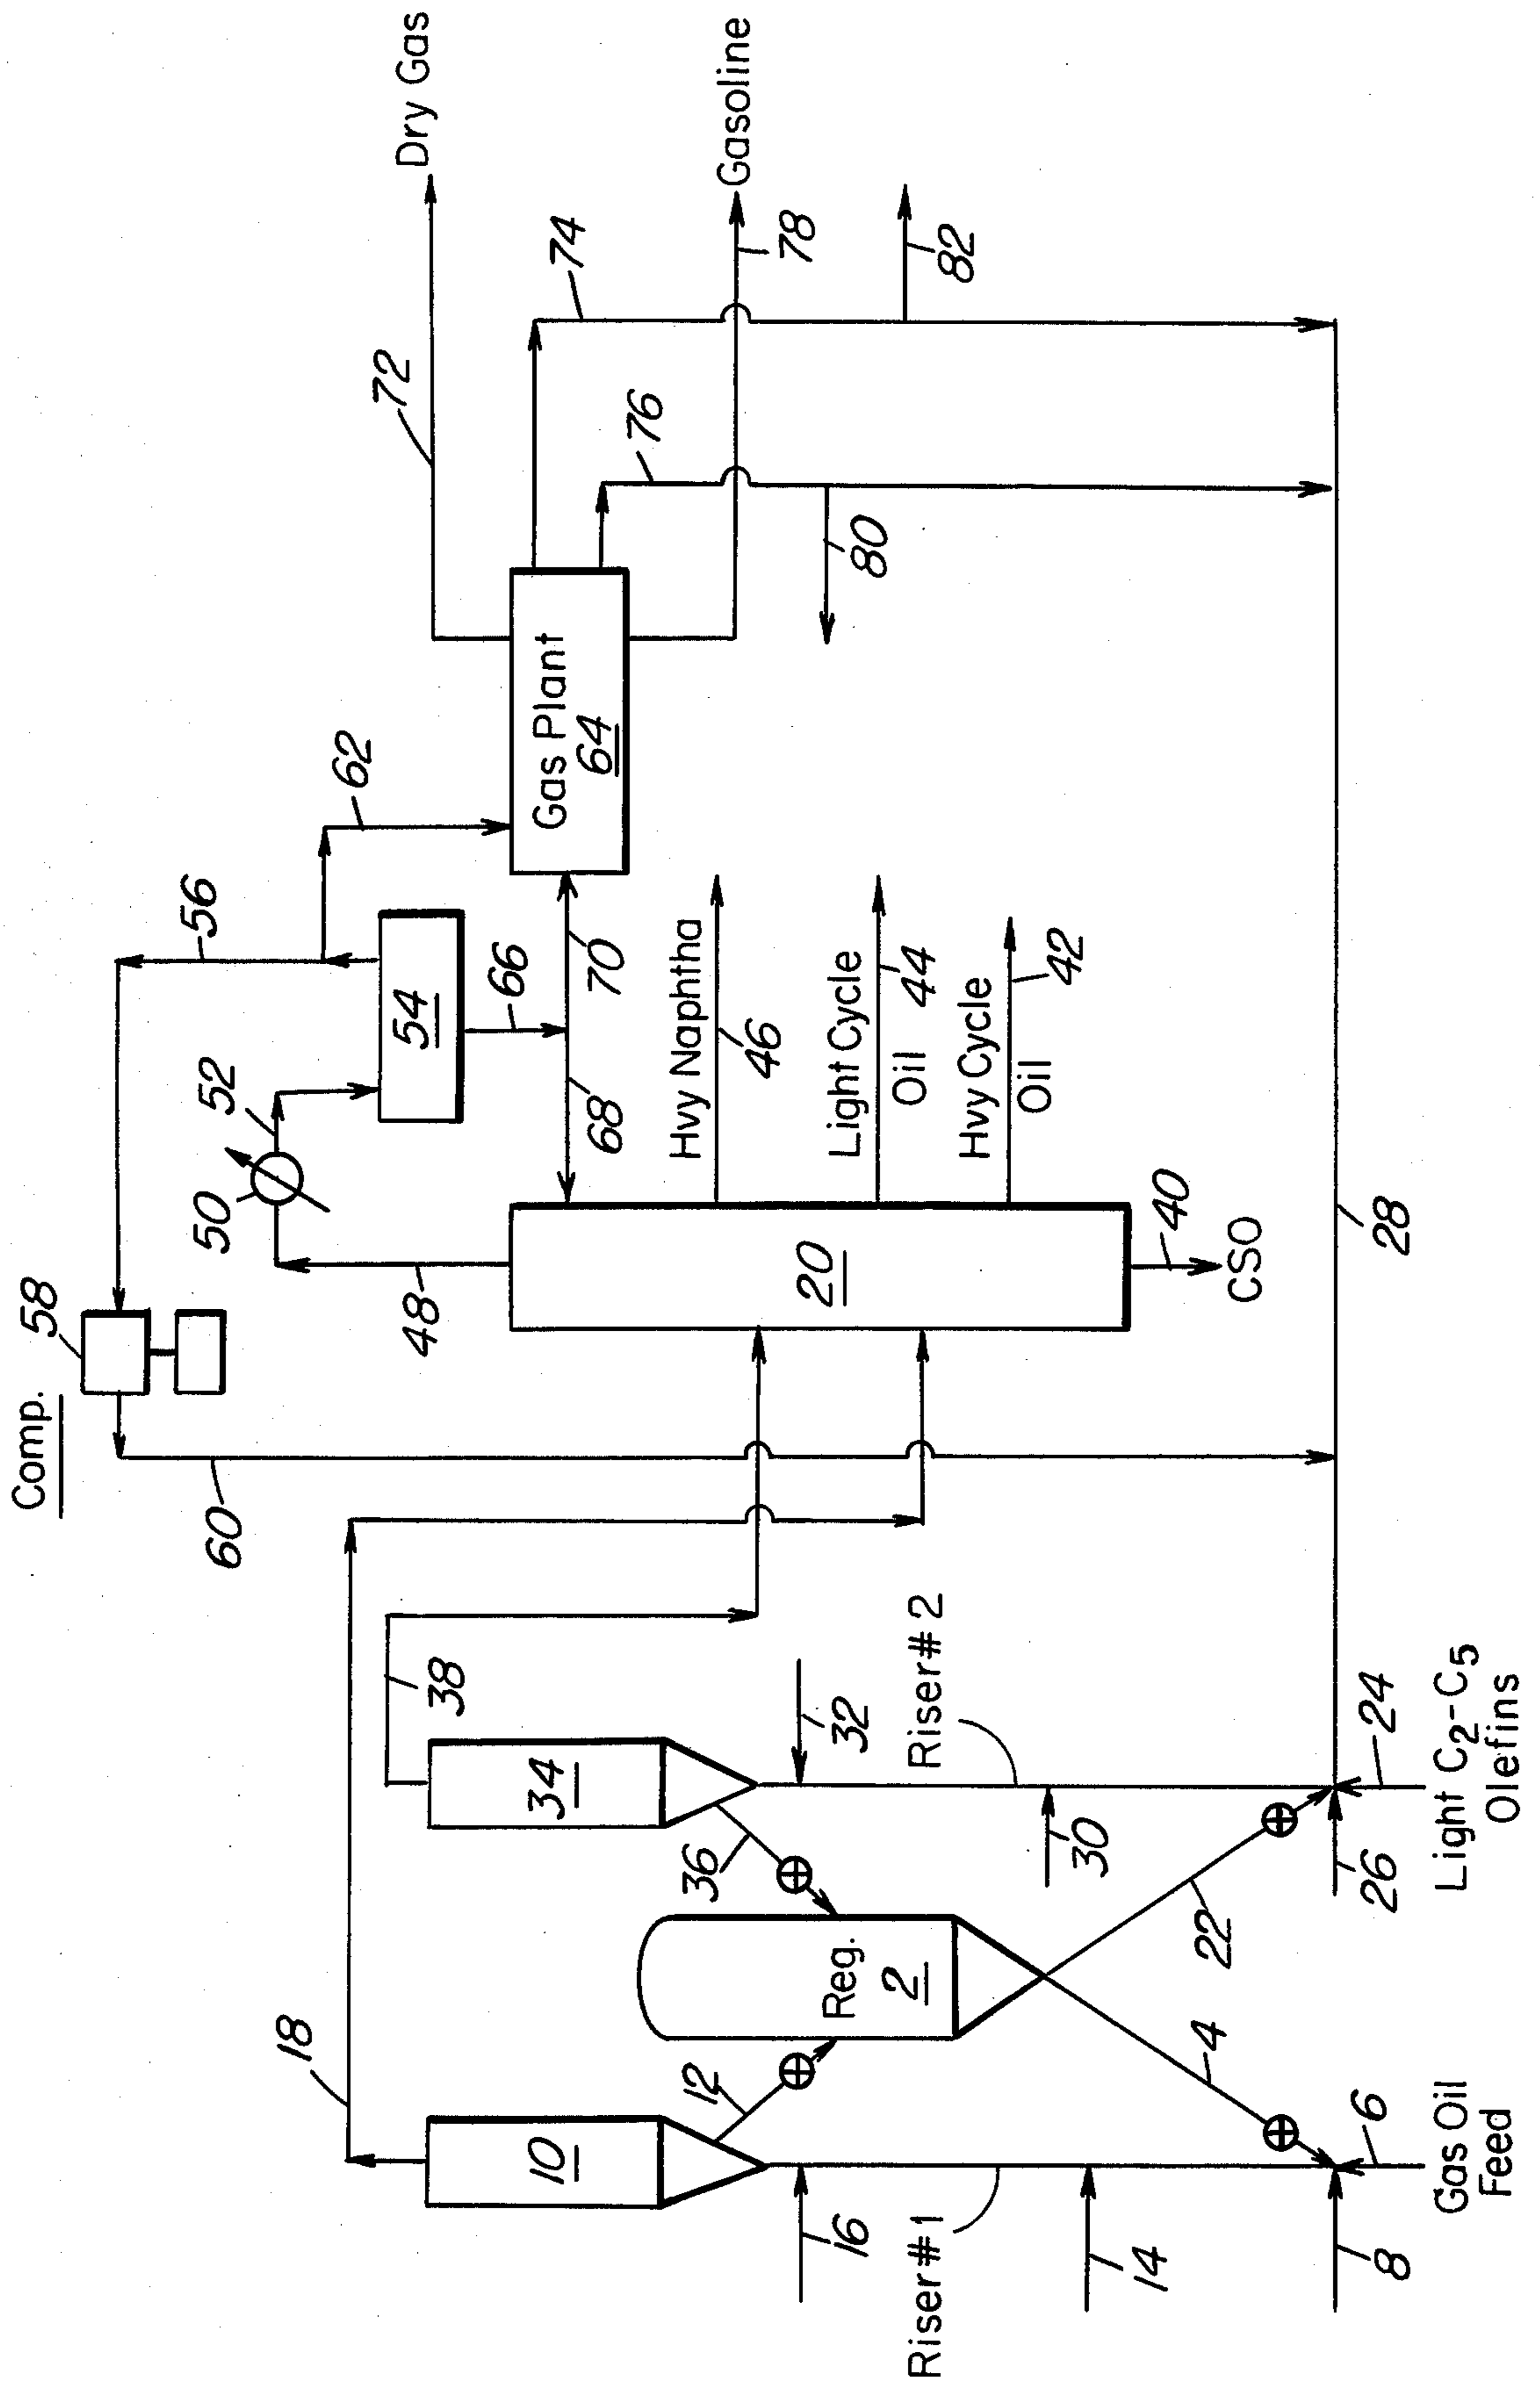 Comp.
58
60
56
50
52
54
62
48
66
68
70
72
Dry Gas
Gas Plant
64
74
76
Gasoline
78
80
82
18
38
10
34
20
Hvy Naphtha
46
Light Cycle
Oil
44
Hvy Cycle
Oil
42
40
CSO
12
36
Reg.
2
16
32
Riser#1
Riser#2
14
30
4
22
8
6
26
24
28
Gas Oil
Feed
Light C2-C5
Olefins